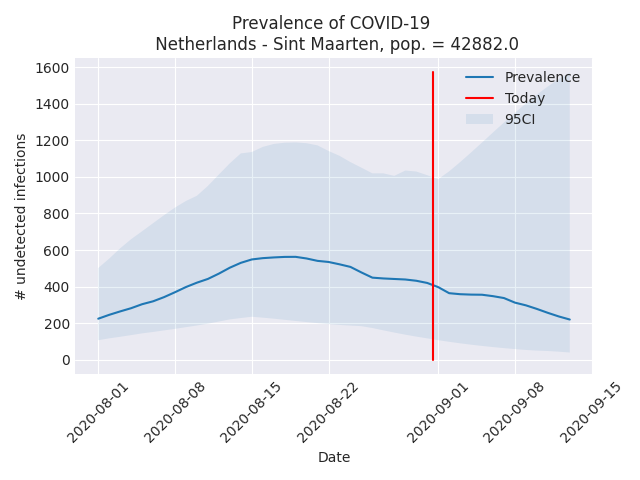 Prevalence of COVID-19
Netherlands - Sint Maarten, pop. = 42882.0
Prevalence
Today
95CI
# undetected infections
1600
1400
1200
1000
800
600
400
200
0
2020-08-01
2020-08-08
2020-08-15
2020-08-22
2020-09-01
2020-09-08
2020-09-15
Date